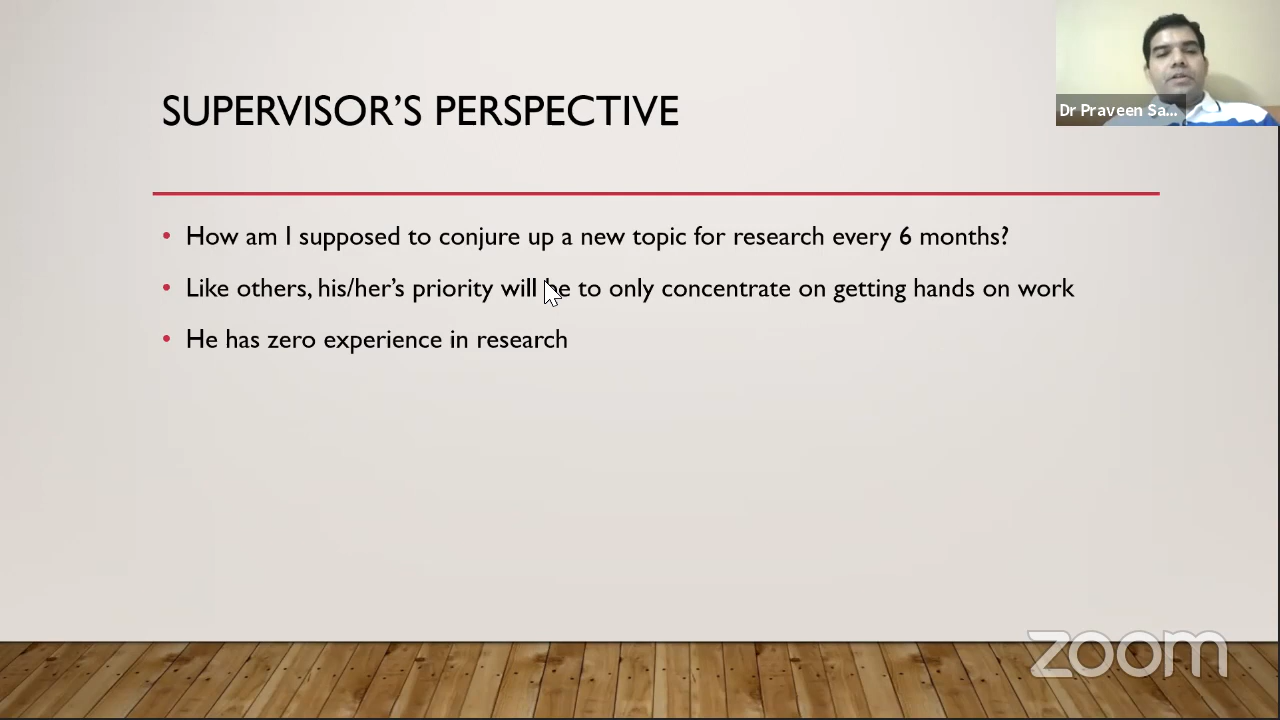 SUPERVISOR'S PERSPECTIVE
Dr Praveen Sa...
• How am I supposed to conjure up a new topic for research every 6 months?
• Like others, his/her's priority will be to only concentrate on getting hands on work
• He has zero experience in research
zoom